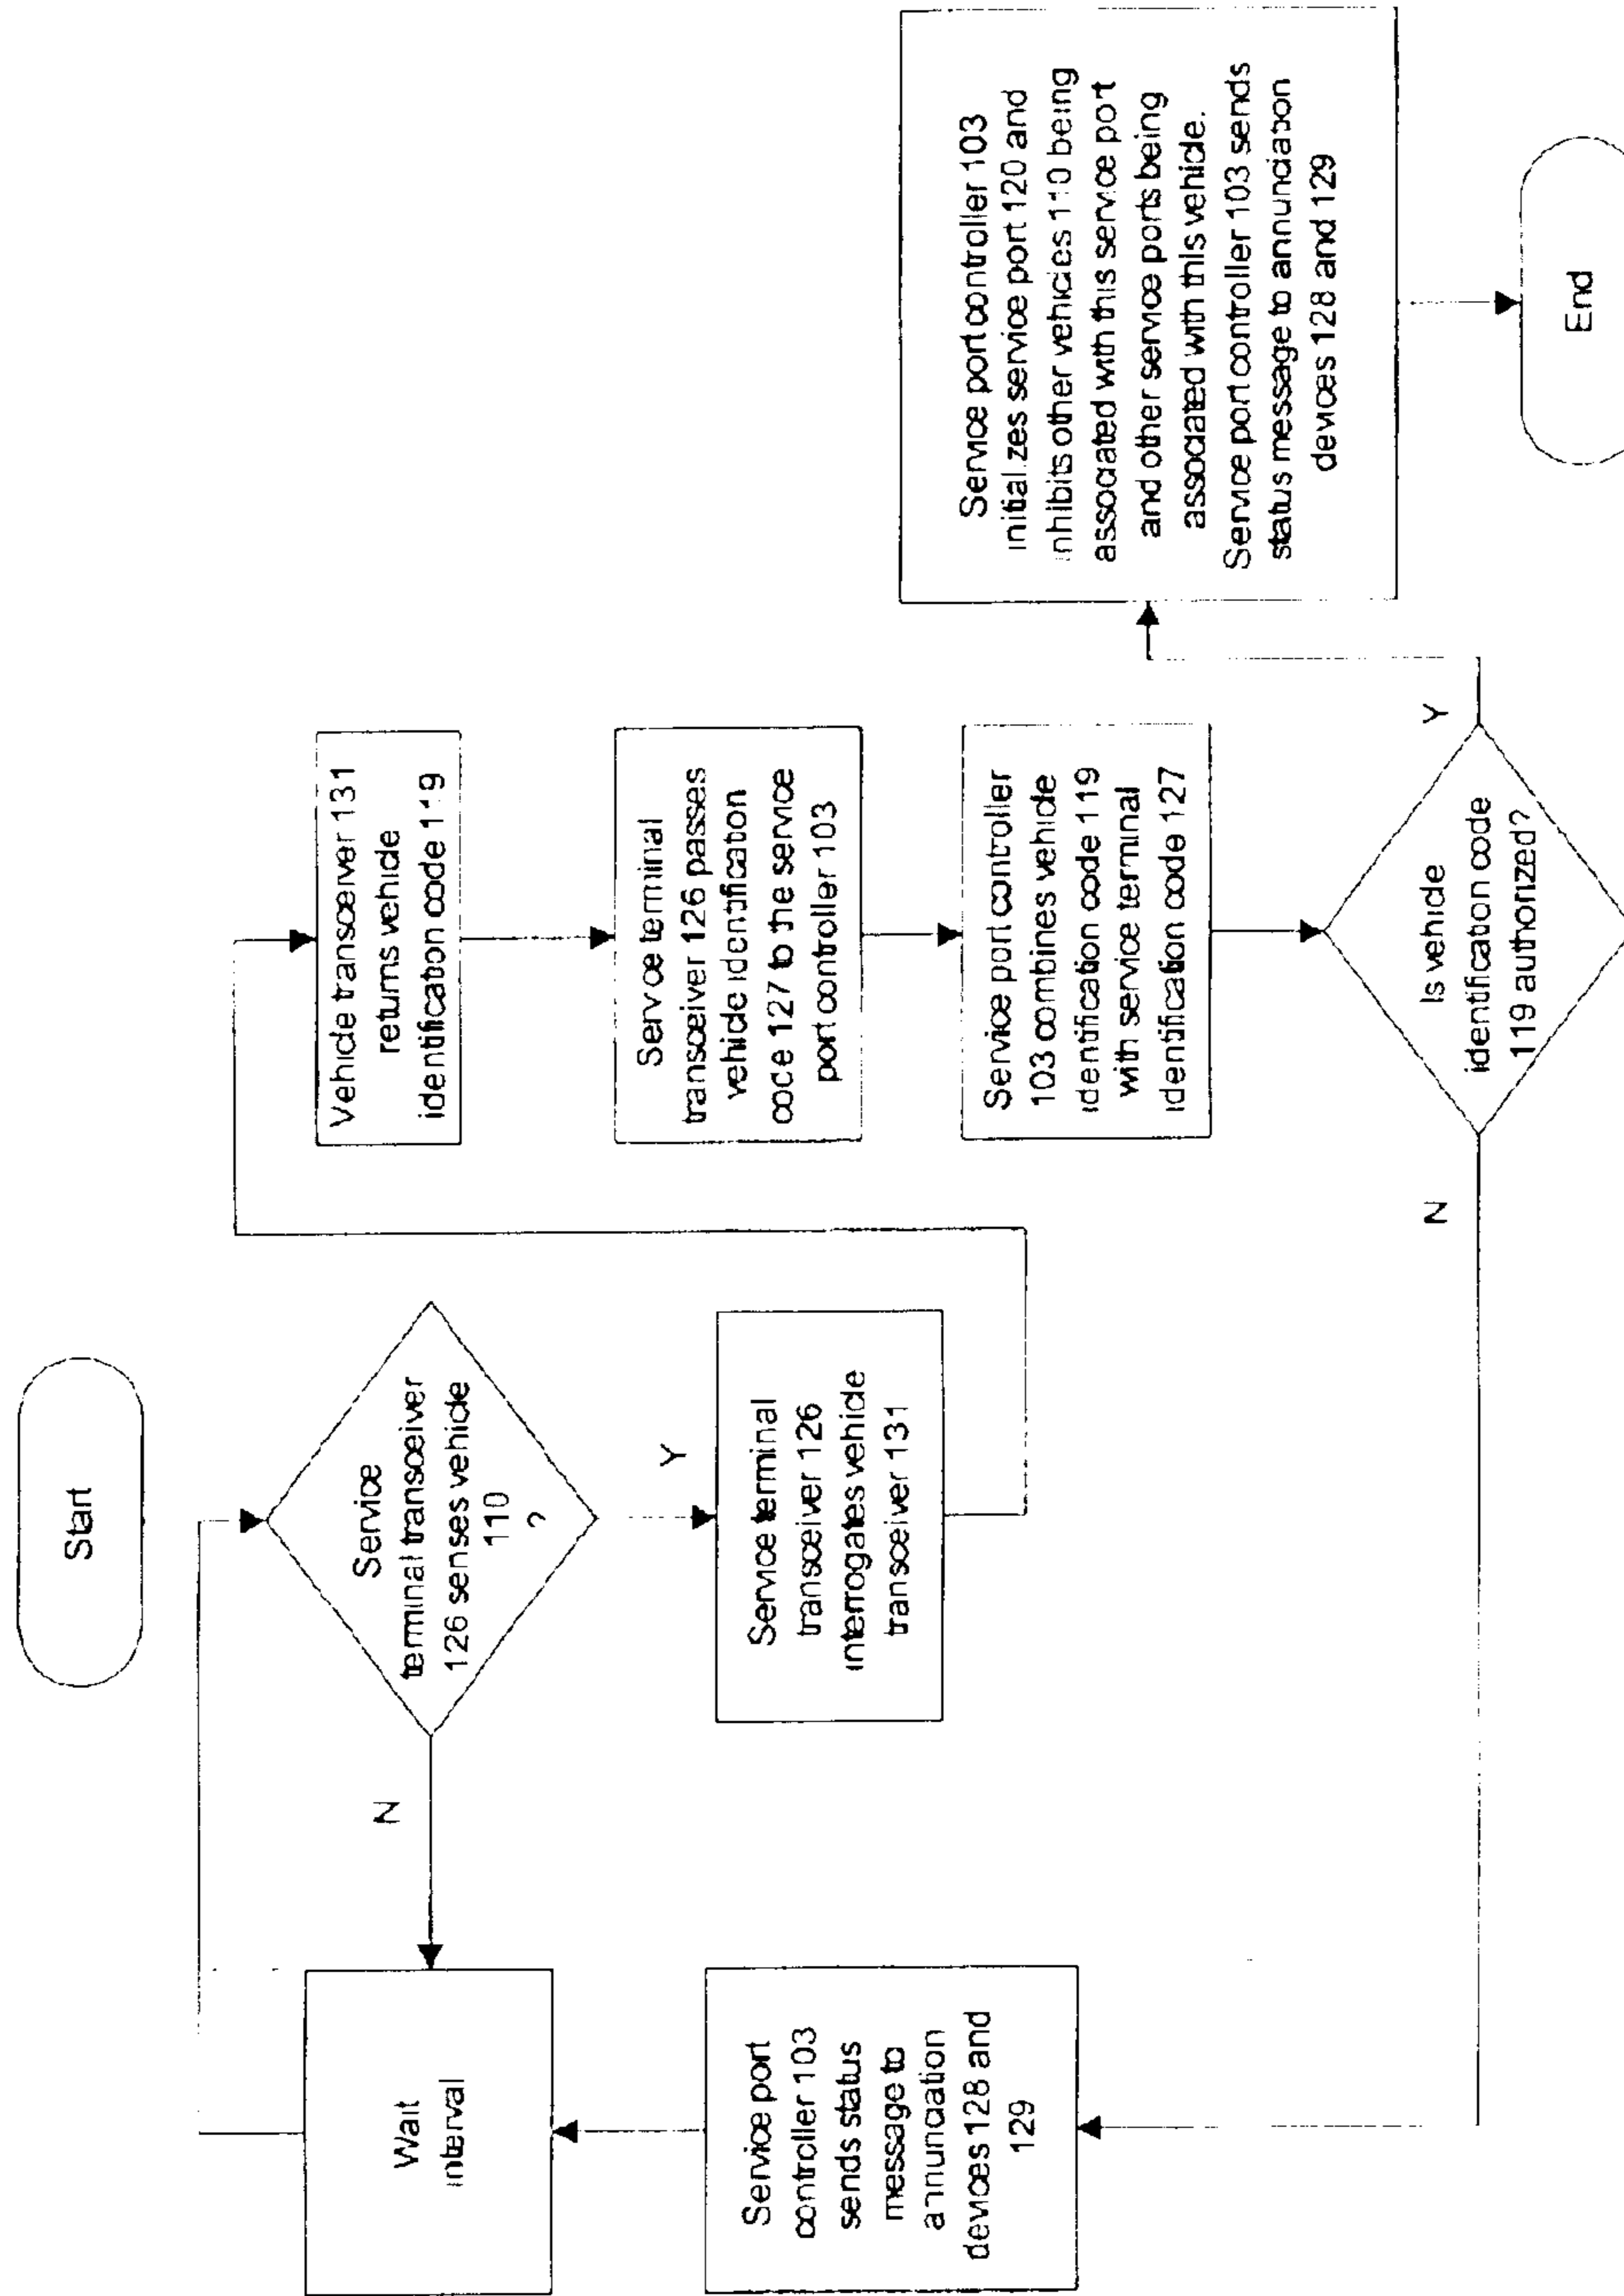 Start
Service
terminal transceiver
126 senses vehicle
110
?
N
Y
Wait
interval
Service terminal
transceiver 126
interrogates vehicle
transceiver 131
Vehicle transceiver 131
returns vehicle
identification code 119
Service terminal
transceiver 126 passes
vehicle identification
code 127 to the service
port controller 103
Service port controller
103 combines vehicle
identification code 119
with service terminal
identification code 127
Is vehicle
identification code
119 authorized?
N
Y
Service port
controller 103
sends status
message to
annunciation
devices 128 and
129
Service port controller 103
initializes service port 120 and
inhibits other vehicles 110 being
associated with this service port
and other service ports being
associated with this vehicle.
Service port controller 103 sends
status message to annunciation
devices 128 and 129
End